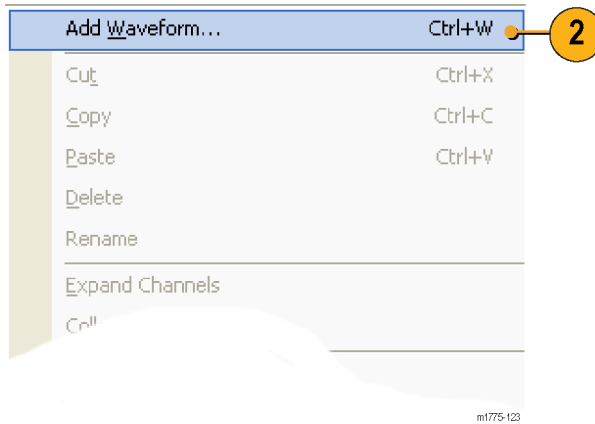 Add Waveform... Ctrl+W 2
Cut Ctrl+X
Copy Ctrl+C
Paste Ctrl+V
Delete
Rename
Expand Channels
m1775-123